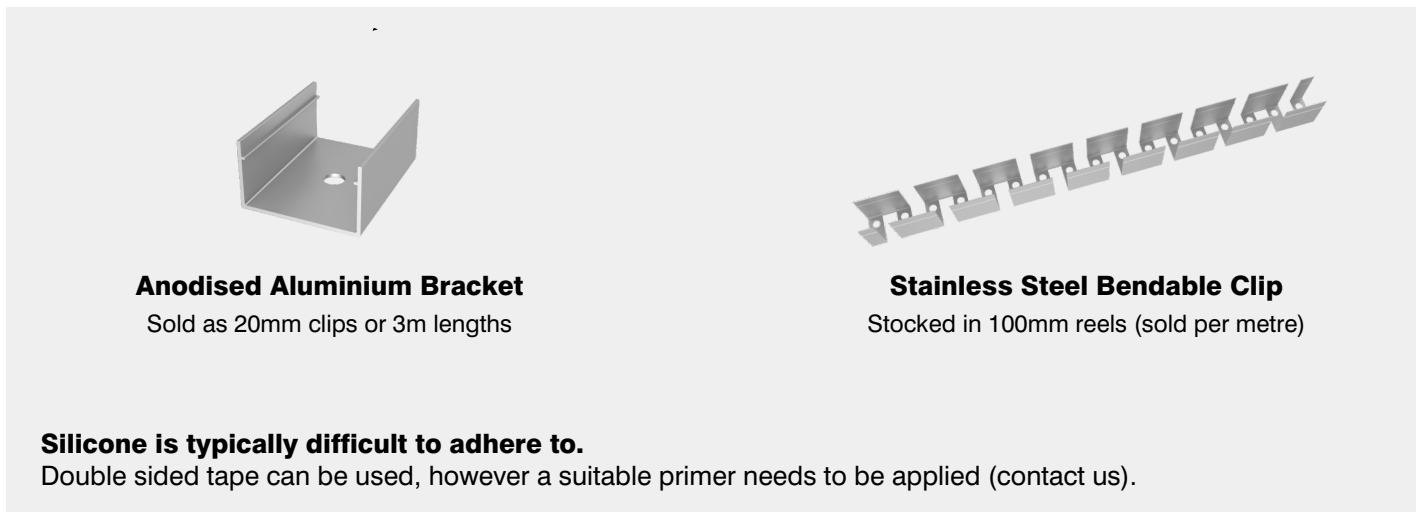 Anodised Aluminium Bracket
Sold as 20mm clips or 3m lengths
Stainless Steel Bendable Clip
Stocked in 100mm reels (sold per metre)
Silicone is typically difficult to adhere to.
Double sided tape can be used, however a suitable primer needs to be applied (contact us).